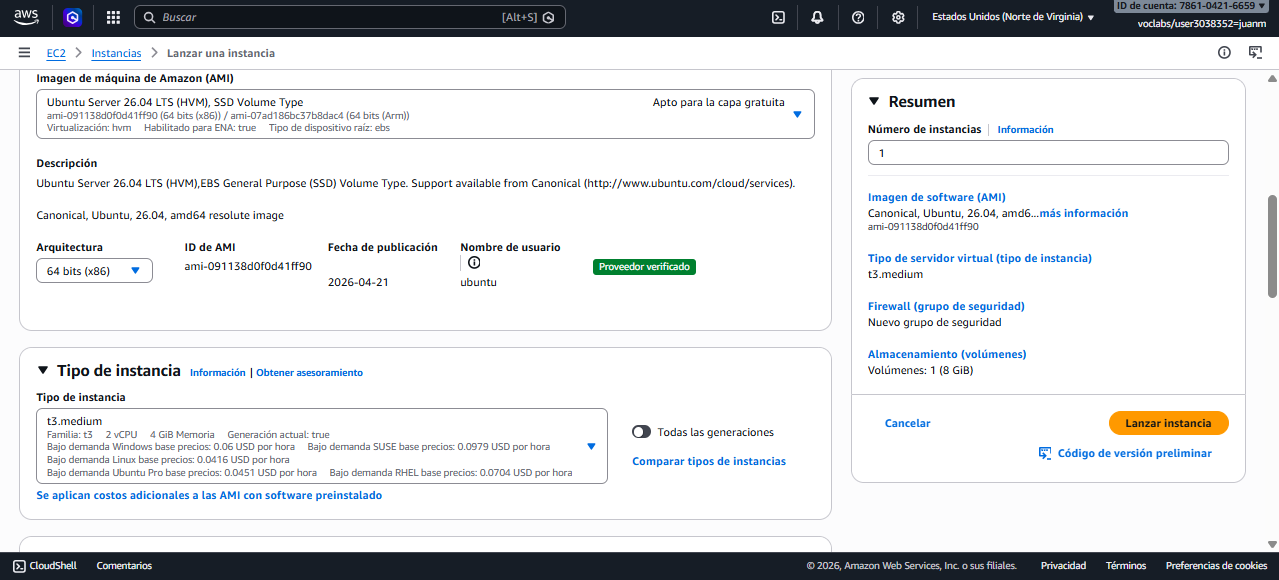 aws
Buscar
[Alt+S]
Estados Unidos (Norte de Virginia)
ID de cuenta: 7861-0421-6659
voclabs/user3038352=juanm
EC2
Instancias
Lanzar una instancia
Imagen de máquina de Amazon (AMI)
Ubuntu Server 26.04 LTS (HVM), SSD Volume Type
Apto para la capa gratuita
ami-091138d0f0d41ff90 (64 bits (x86)) / ami-07ad186bc37b8dac4 (64 bits (Arm))
Virtualización: hvm Habilitado para ENA: true Tipo de dispositivo raíz: ebs
Descripción
Ubuntu Server 26.04 LTS (HVM),EBS General Purpose (SSD) Volume Type. Support available from Canonical (http://www.ubuntu.com/cloud/services).
Canonical, Ubuntu, 26.04, amd64 resolute image
Arquitectura
64 bits (x86)
ID de AMI
ami-091138d0f0d41ff90
Fecha de publicación
2026-04-21
Nombre de usuario
ubuntu
Proveedor verificado
Tipo de instancia
Información | Obtener asesoramiento
Tipo de instancia
t3.medium
Familia: t3 2 vCPU 4 GiB Memoria Generación actual: true
Bajo demanda Windows base precios: 0.06 USD por hora Bajo demanda SUSE base precios: 0.0979 USD por hora
Bajo demanda Linux base precios: 0.0416 USD por hora
Bajo demanda Ubuntu Pro base precios: 0.0451 USD por hora Bajo demanda RHEL base precios: 0.0704 USD por hora
Todas las generaciones
Comparar tipos de instancias
Se aplican costos adicionales a las AMI con software preinstalado
Resumen
Número de instancias
Información
1
Imagen de software (AMI)
Canonical, Ubuntu, 26.04, amd6...más información
ami-091138d0f0d41ff90
Tipo de servidor virtual (tipo de instancia)
t3.medium
Firewall (grupo de seguridad)
Nuevo grupo de seguridad
Almacenamiento (volúmenes)
Volúmenes: 1 (8 GiB)
Cancelar
Lanzar instancia
Código de versión preliminar
CloudShell
Comentarios
© 2026, Amazon Web Services, Inc. o sus filiales.
Privacidad
Términos
Preferencias de cookies